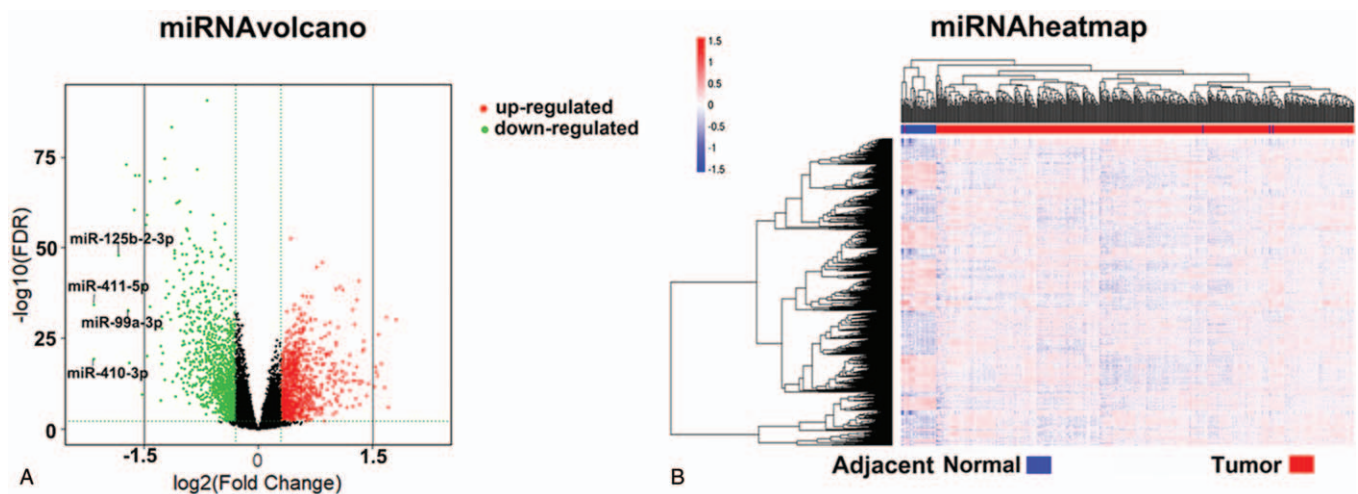 miRNAvolcano
up-regulated
down-regulated
-log10(FDR)
75
50
25
0
miR-125b-2-3p
miR-411-5p
miR-99a-3p
miR-410-3p
-1.5
0
1.5
log2(Fold Change)
A
miRNAheatmap
1.5
1
0.5
0
-0.5
-1
-1.5
Adjacent Normal
Tumor
B